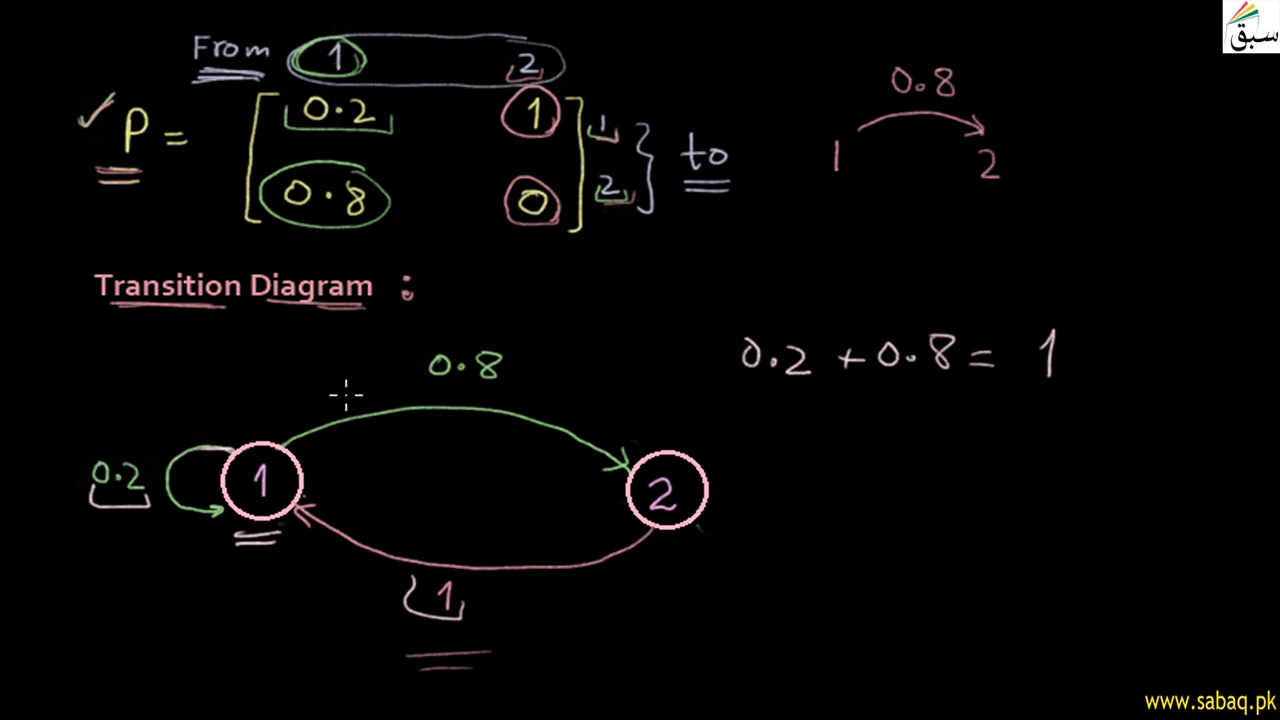 سبق
From 1 2
P = [ 0.2 1 ] 1
[ 0.8 0 ] 2 } to
0.8
1 2
Transition Diagram :
0.2 + 0.8 = 1
0.8
0.2 1 2
1
www.sabaq.pk